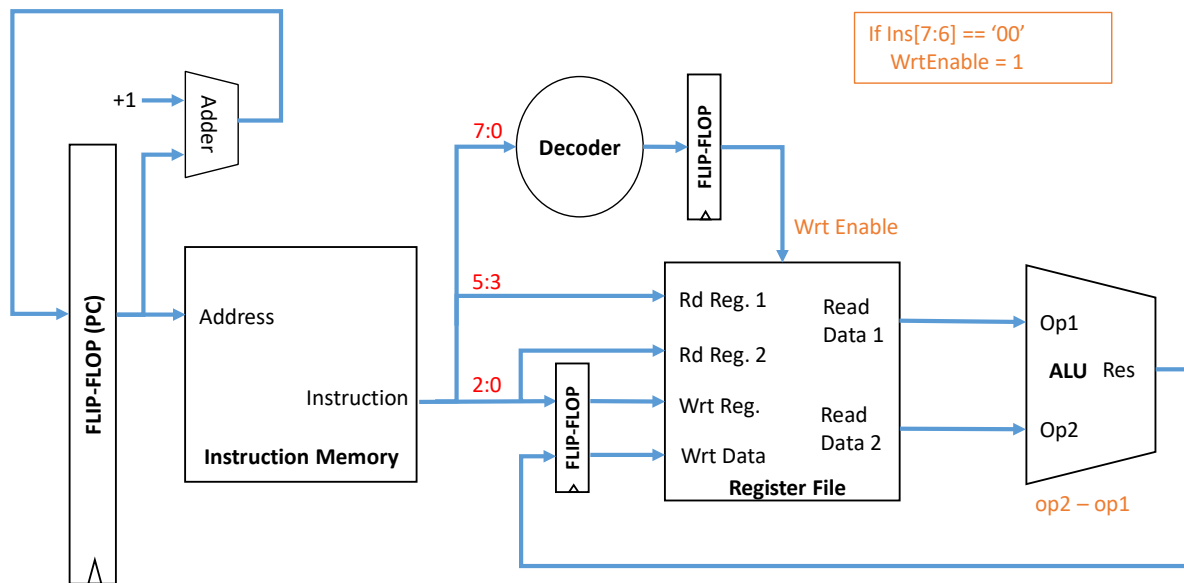 If Ins[7:6] == ‘00’
WrtEnable = 1
+1
Adder
7:0
Decoder
FLIP-FLOP
Wrt Enable
FLIP-FLOP (PC)
Address
Instruction
Instruction Memory
5:3
2:0
FLIP-FLOP
Rd Reg. 1
Rd Reg. 2
Wrt Reg.
Wrt Data
Read
Data 1
Read
Data 2
Register File
Op1
ALU
Res
Op2
op2 – op1